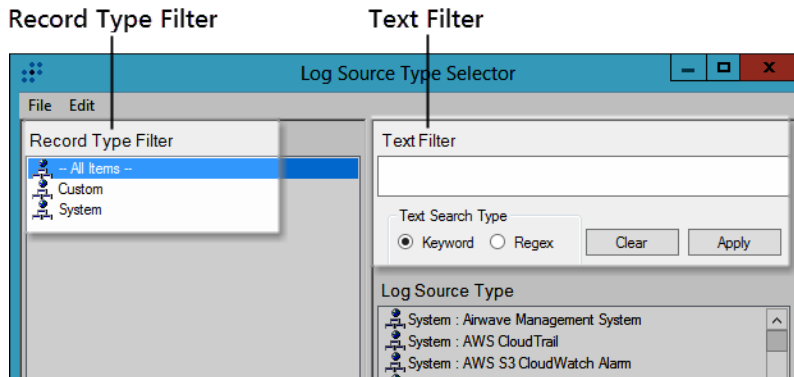 Record Type Filter
Text Filter
Log Source Type Selector
File Edit
Record Type Filter
-- All Items --
Custom
System
Text Filter
Text Search Type
Keyword Regex Clear Apply
Log Source Type
System : Airwave Management System
System : AWS CloudTrail
System : AWS S3 CloudWatch Alarm